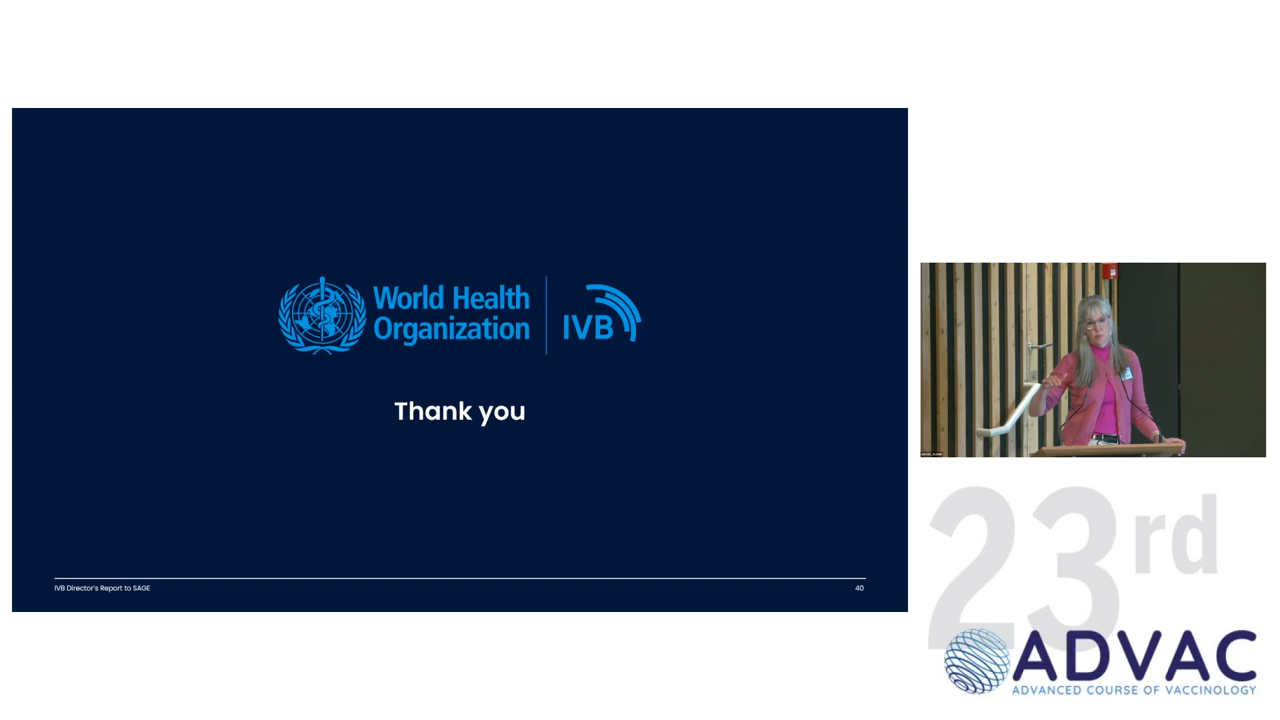 World Health
Organization
IVB
Thank you
IVB Director's Report to SAGE
40
23rd
ADVAC
ADVANCED COURSE OF VACCINOLOGY